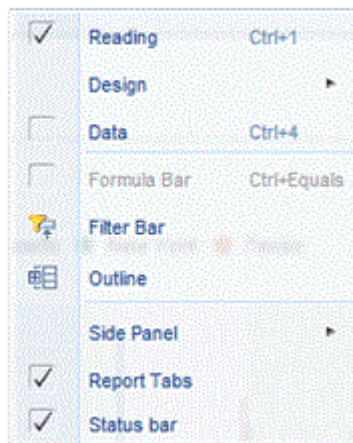 Reading Ctrl+1
Design
Data Ctrl+4
Formula Bar Ctrl+Equals
Filter Bar
Outline
Side Panel
Report Tabs
Status bar